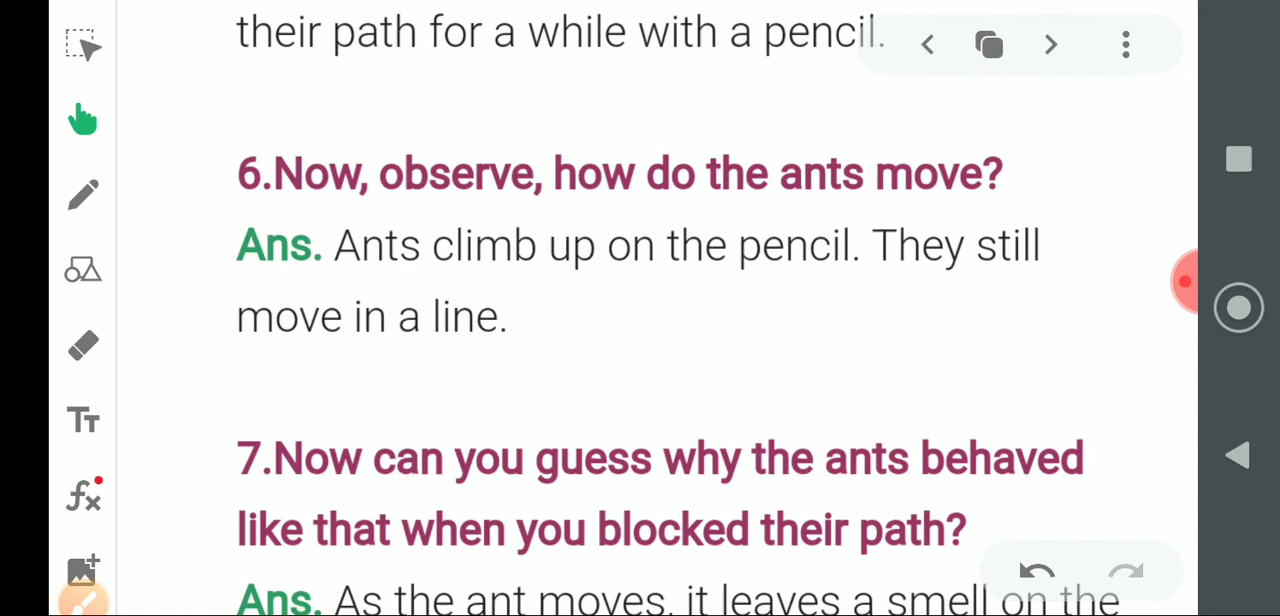 their path for a while with a pencil.
6.Now, observe, how do the ants move?
Ans. Ants climb up on the pencil. They still
move in a line.
7.Now can you guess why the ants behaved
like that when you blocked their path?
Ans. As the ant moves, it leaves a smell on the
TT
fx